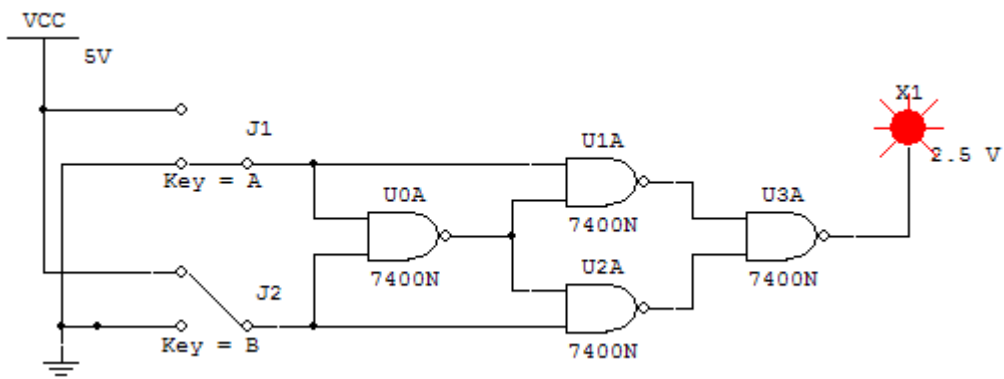 VCC
5V
X1
J1
U1A
2.5 V
Key = A
U0A
U3A
7400N
7400N
U2A
7400N
J2
Key = B
7400N